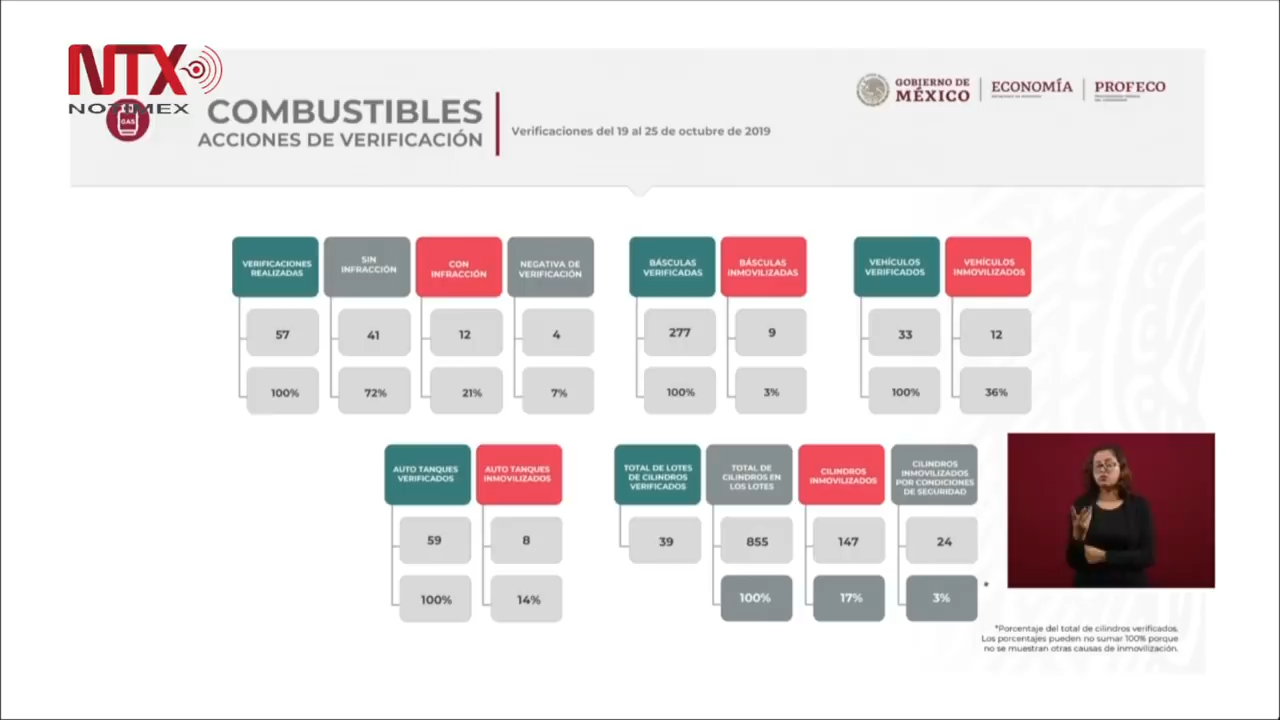 NTX
NOTIMEX
GAS
COMBUSTIBLES
ACCIONES DE VERIFICACIÓN
Verificaciones del 19 al 25 de octubre de 2019
GOBIERNO DE
MÉXICO
ECONOMÍA
PROFECO
VERIFICACIONES
REALIZADAS
SIN
INFRACCIÓN
CON
INFRACCIÓN
NEGATIVA DE
VERIFICACIÓN
57
41
12
4
100%
72%
21%
7%
BÁSCULAS
VERIFICADAS
BÁSCULAS
INMOVILIZADAS
277
9
100%
3%
VEHÍCULOS
VERIFICADOS
VEHÍCULOS
INMOVILIZADOS
33
12
100%
36%
AUTO TANQUES
VERIFICADOS
AUTO TANQUES
INMOVILIZADOS
59
8
100%
14%
TOTAL DE LOTES
DE CILINDROS
VERIFICADOS
TOTAL DE
CILINDROS EN
LOS LOTES
CILINDROS
INMOVILIZADOS
CILINDROS
INMOVILIZADOS
POR CONDICIONES
DE SEGURIDAD
39
855
147
24
100%
17%
3%
*
*Porcentaje del total de cilindros verificados.
Los porcentajes pueden no sumar 100% porque
no se muestran otras causas de inmovilización.